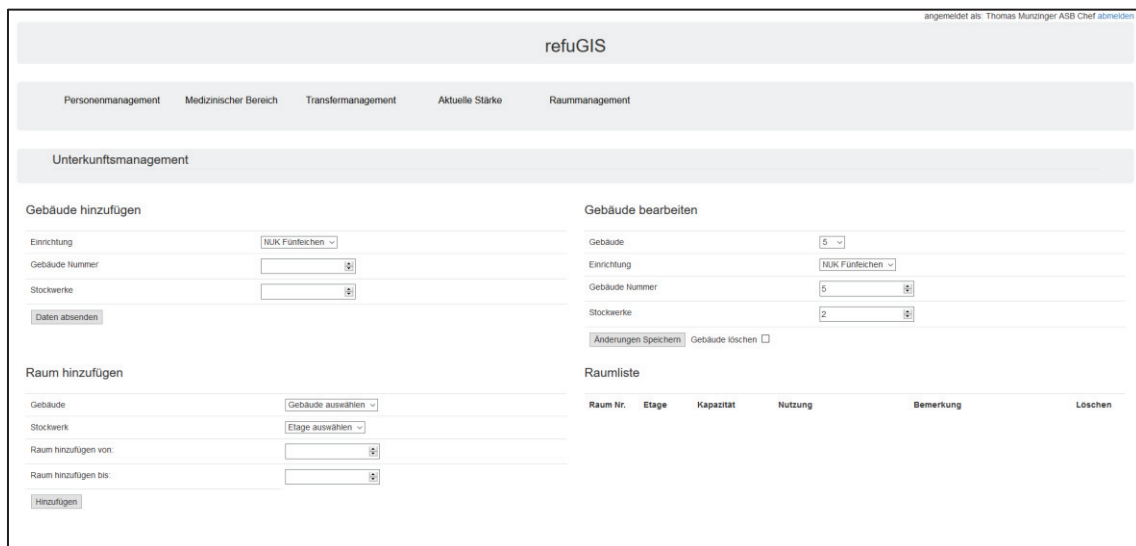 angemeldet als: Thomas Munzinger ASB Chef abmelden
refuGIS
Personenmanagement Medizinischer Bereich Transfermanagement Aktuelle Stärke Raummanagement
Unterkunftsmanagement
Gebäude hinzufügen
Einrichtung NUK Fünfeichen
Gebäude Nummer
Stockwerke
Daten absenden
Gebäude bearbeiten
Gebäude 5
Einrichtung NUK Fünfeichen
Gebäude Nummer 5
Stockwerke 2
Änderungen Speichern Gebäude löschen
Raum hinzufügen
Gebäude Gebäude auswählen
Stockwerk Etage auswählen
Raum hinzufügen von:
Raum hinzufügen bis:
Hinzufügen
Raumliste
Raum Nr. Etage Kapazität Nutzung Bemerkung Löschen